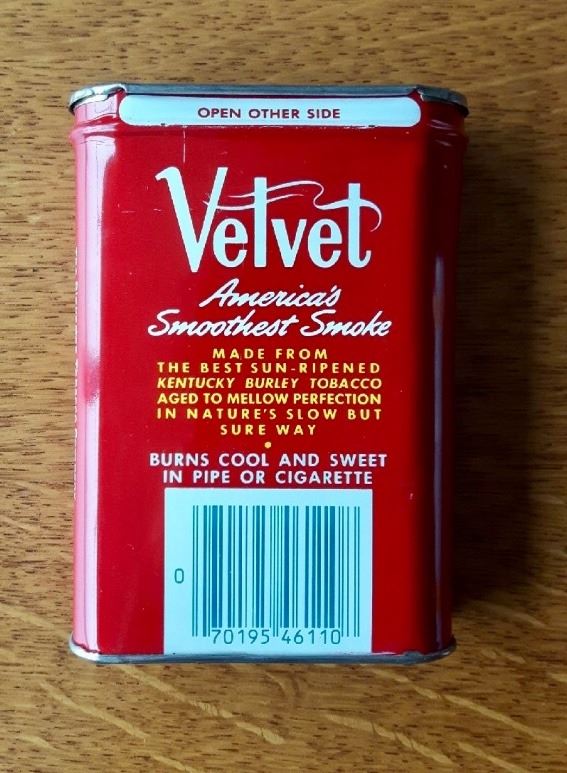 OPEN OTHER SIDE
Velvet
America's
Smoothest Smoke
MADE FROM
THE BEST SUN-RIPENED
KENTUCKY BURLEY TOBACCO
AGED TO MELLOW PERFECTION
IN NATURE'S SLOW BUT
SURE WAY
•
BURNS COOL AND SWEET
IN PIPE OR CIGARETTE
0 70195 46110